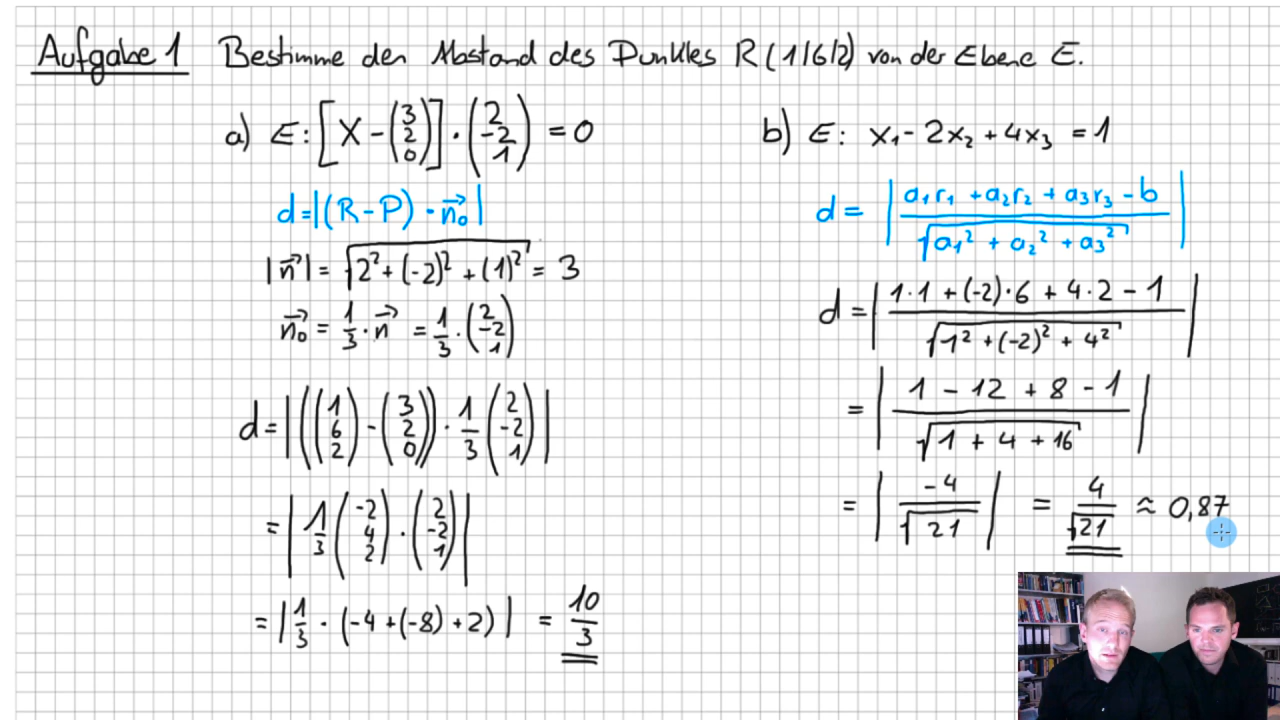 Aufgabe 1 Bestimme den Abstand des Punktes R (1/6/2) von der Ebene E.
a) E: [X - (3 2 0)] · (2 -2 1) = 0
d = |(R - P) · n₀⃗|
|n⃗| = √(2² + (-2)² + (1)²) = 3
n₀⃗ = 1/3 · n⃗ = 1/3 · (2 -2 1)
d = |((1 6 2) - (3 2 0)) · 1/3 (2 -2 1)|
= |1/3 (-2 4 2) · (2 -2 1)|
= |1/3 · (-4 + (-8) + 2)| = 10/3
b) E: x₁ - 2x₂ + 4x₃ = 1
d = |(a₁r₁ + a₂r₂ + a₃r₃ - b) / √(a₁² + a₂² + a₃²)|
d = |(1·1 + (-2)·6 + 4·2 - 1) / √(1² + (-2)² + 4²)|
= |(1 - 12 + 8 - 1) / √(1 + 4 + 16)|
= |-4 / √21| = 4/√21 ≈ 0,87